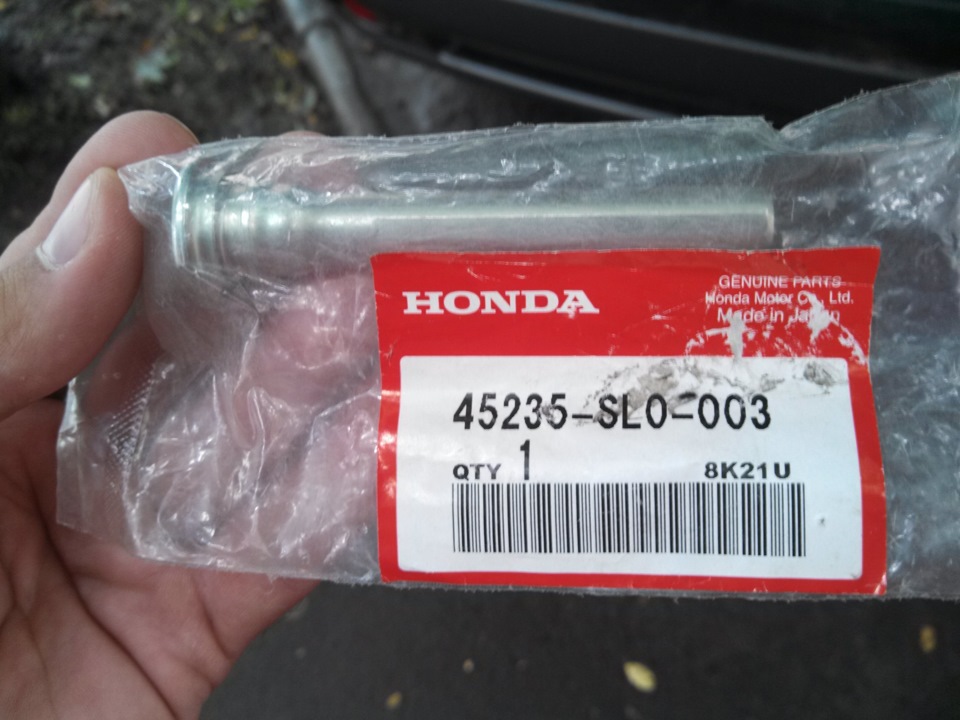 HONDA
GENUINE PARTS
Honda Motor Co., Ltd.
Made in Japan
45235-SL0-003
QTY 1
8K21U